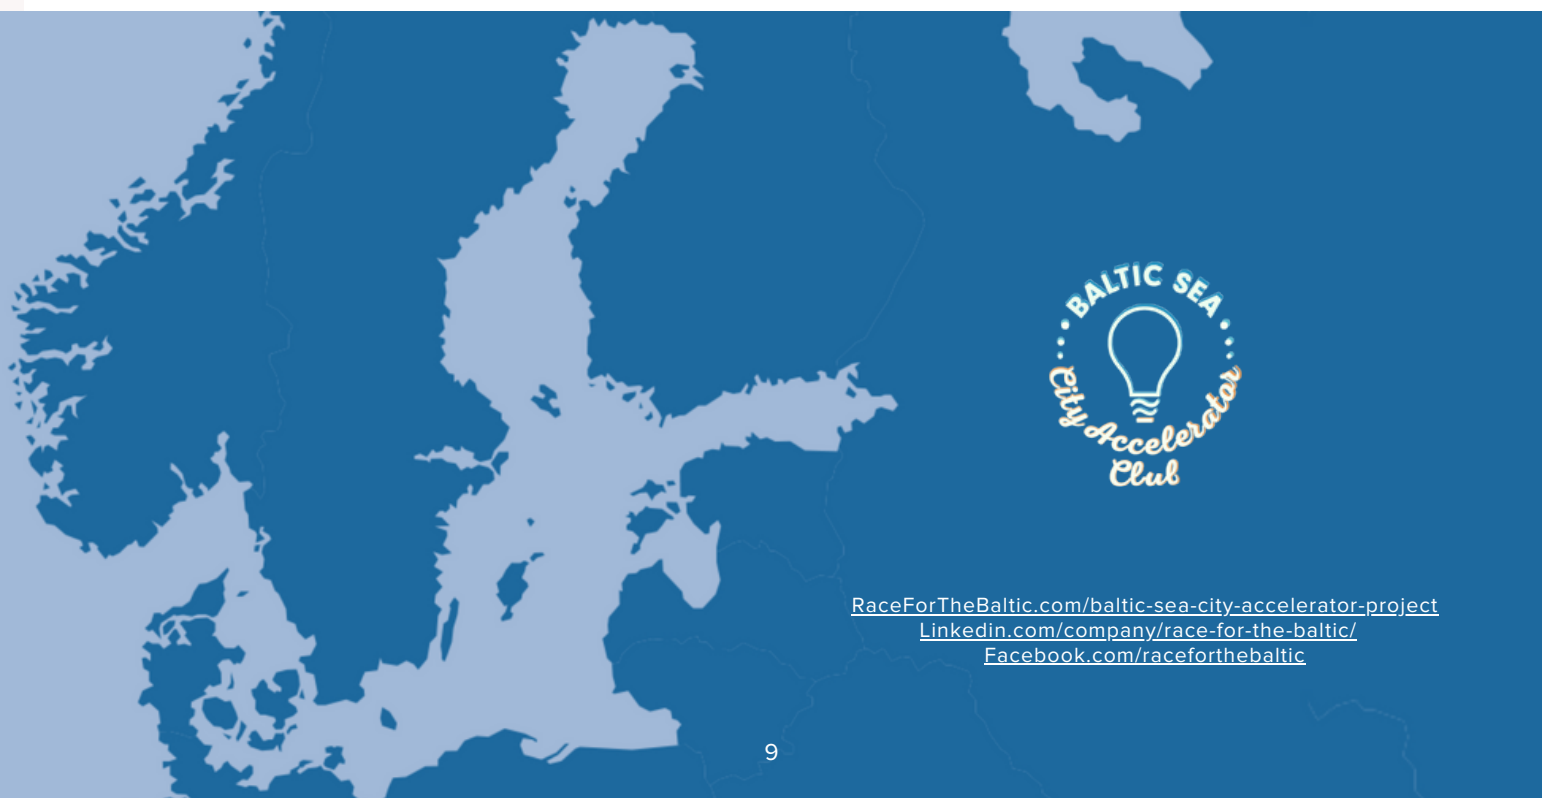 BALTIC SEA
City Accelerator
Club
RaceForTheBaltic.com/baltic-sea-city-accelerator-project
Linkedin.com/company/race-for-the-baltic/
Facebook.com/raceforthebaltic
9